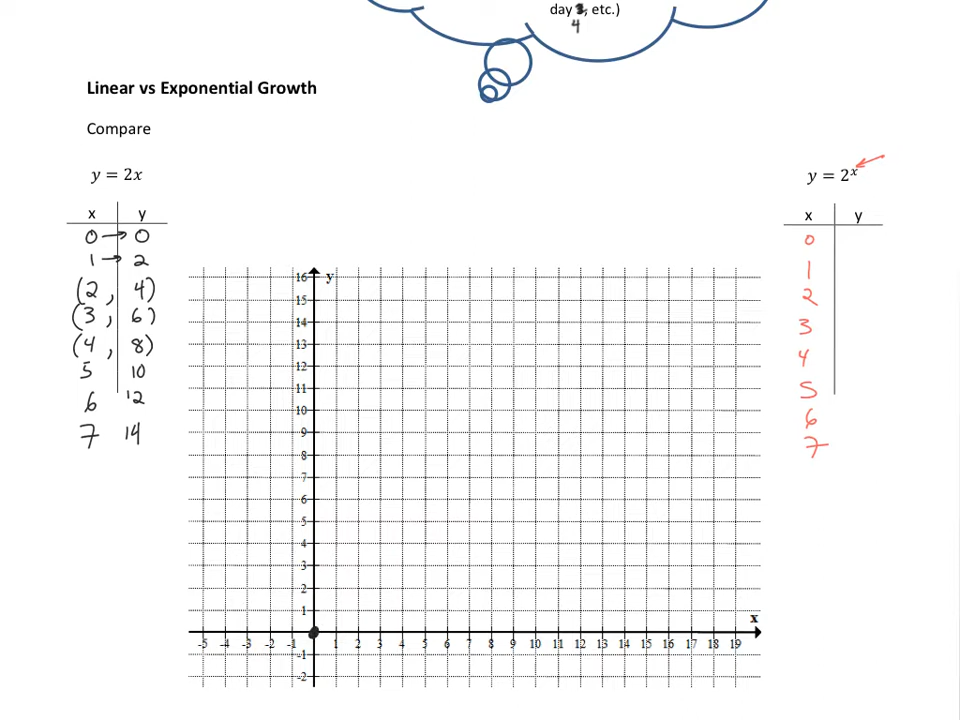 day 3, etc.)
4
Linear vs Exponential Growth
Compare
y = 2x
x y
0 → 0
1 → 2
(2 , 4)
(3 , 6)
(4 , 8)
5 10
6 12
7 14
y = 2ˣ
x y
0
1
2
3
4
5
6
7
y
16
15
14
13
12
11
10
9
8
7
6
5
4
3
2
1
x
-5 -4 -3 -2 -1 1 2 3 4 5 6 7 8 9 10 11 12 13 14 15 16 17 18 19
-1
-2